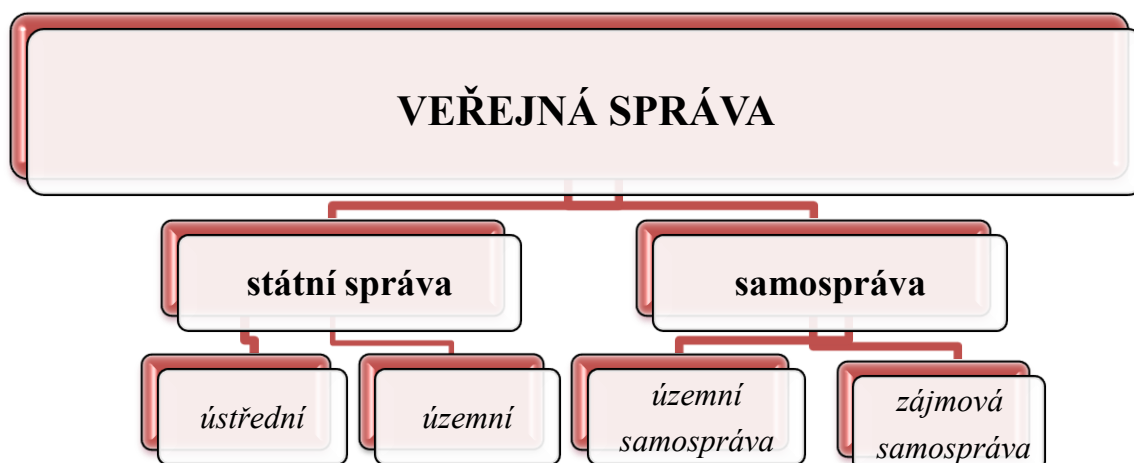 VEŘEJNÁ SPRÁVA
státní správa
samospráva
ústřední
územní
územní
samospráva
zájmová
samospráva